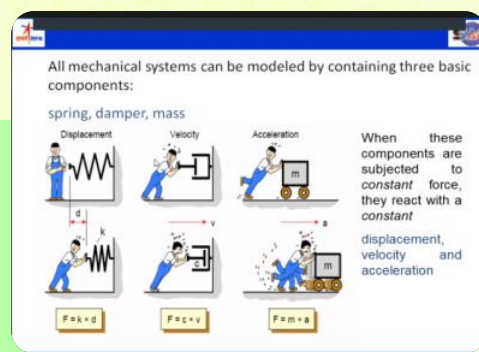 All mechanical systems can be modeled by containing three basic
components:
spring, damper, mass
Displacement
Velocity
Acceleration
m
d
k
v
c
a
m
F=k×d
F=c×v
F=m×a
When these
components are
subjected to
constant force,
they react with a
constant
displacement,
velocity and
acceleration